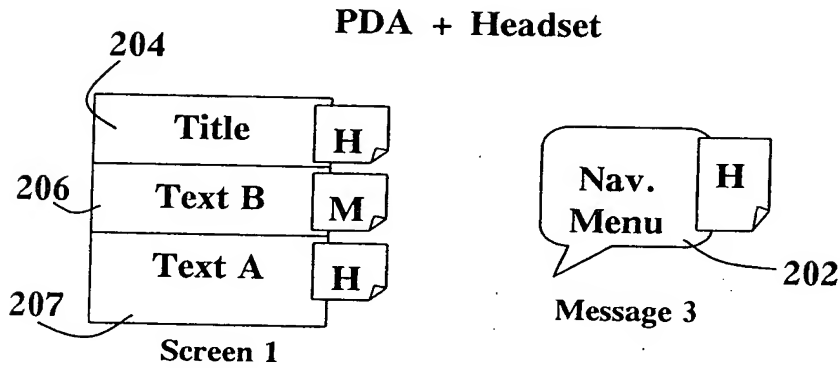 PDA + Headset
204
Title
H
206
Text B
M
Text A
H
207
Screen 1
Nav.
Menu
H
202
Message 3